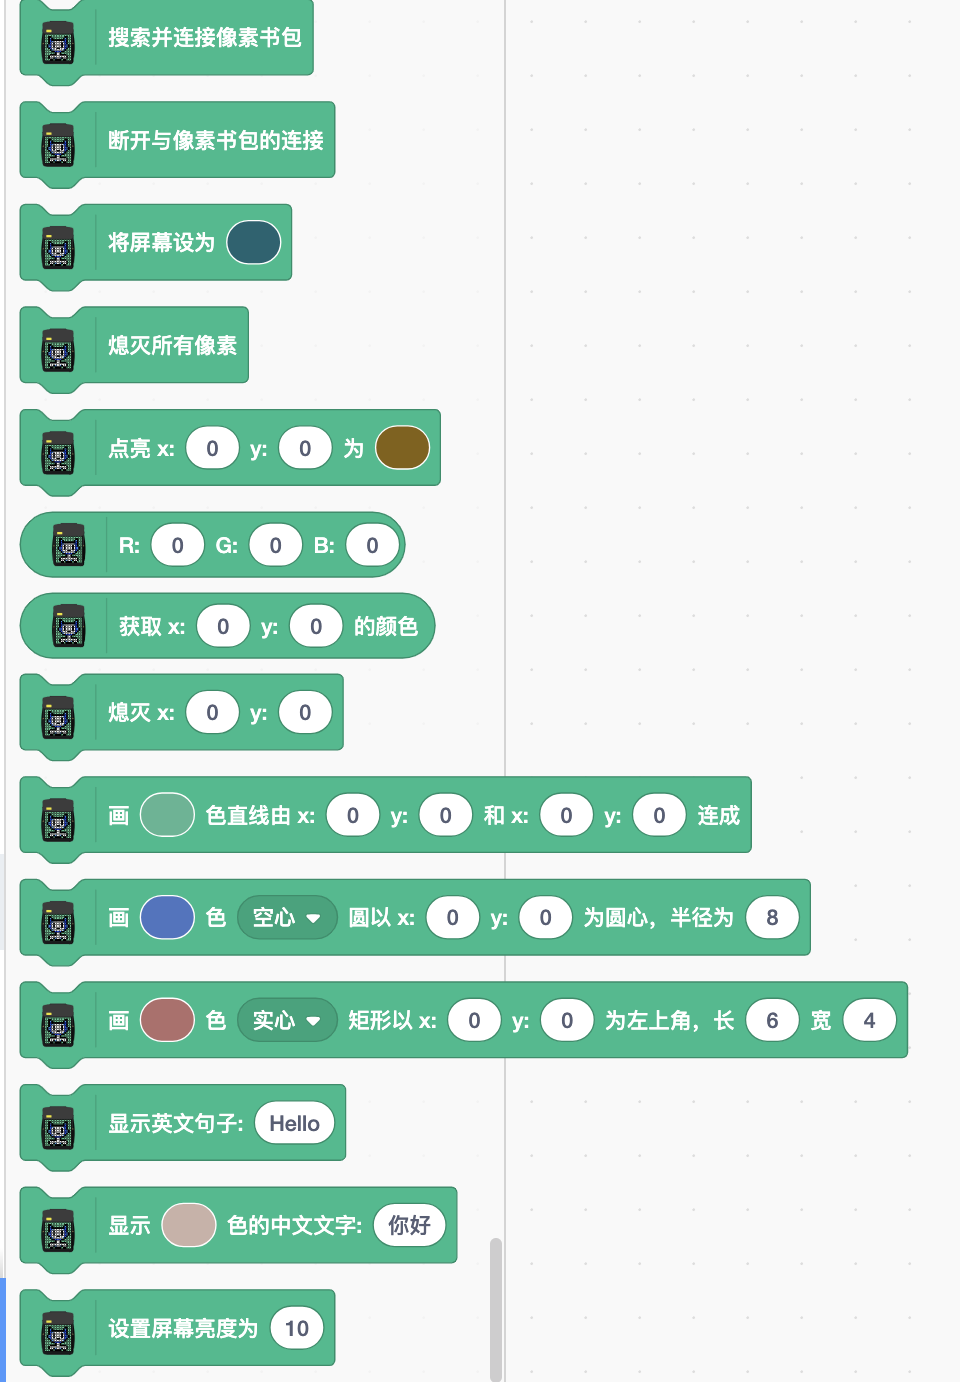 搜索并连接像素书包
断开与像素书包的连接
将屏幕设为
熄灭所有像素
点亮 x: 0 y: 0 为
R: 0 G: 0 B: 0
获取 x: 0 y: 0 的颜色
熄灭 x: 0 y: 0
画 色直线由 x: 0 y: 0 和 x: 0 y: 0 连成
画 色 空心 圆以 x: 0 y: 0 为圆心，半径为 8
画 色 实心 矩形以 x: 0 y: 0 为左上角，长 6 宽 4
显示英文句子: Hello
显示 色的中文文字: 你好
设置屏幕亮度为 10